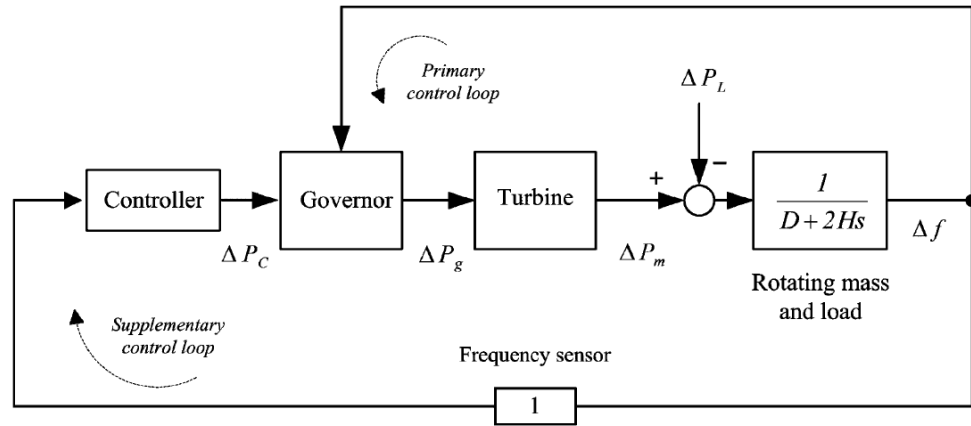 Primary
control loop
Δ P_L
+
−
Controller
Governor
Turbine
1
D + 2Hs
Δ P_C
Δ P_g
Δ P_m
Δ f
Rotating mass
and load
Supplementary
control loop
Frequency sensor
1